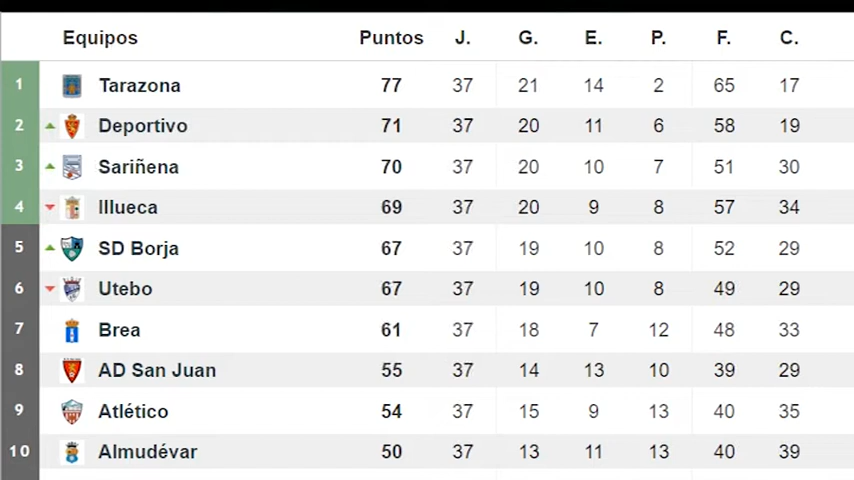 Equipos Puntos J. G. E. P. F. C.
1 Tarazona 77 37 21 14 2 65 17
2 Deportivo 71 37 20 11 6 58 19
3 Sariñena 70 37 20 10 7 51 30
4 Illueca 69 37 20 9 8 57 34
5 SD Borja 67 37 19 10 8 52 29
6 Utebo 67 37 19 10 8 49 29
7 Brea 61 37 18 7 12 48 33
8 AD San Juan 55 37 14 13 10 39 29
9 Atlético 54 37 15 9 13 40 35
10 Almudévar 50 37 13 11 13 40 39